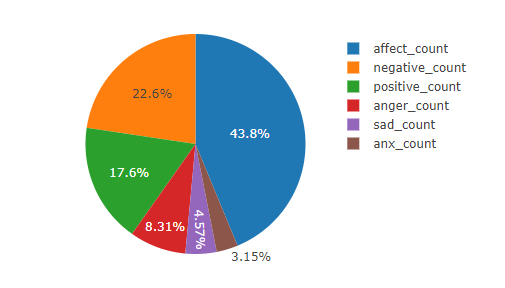 22.6%
43.8%
17.6%
8.31%
4.57%
3.15%
affect_count
negative_count
positive_count
anger_count
sad_count
anx_count